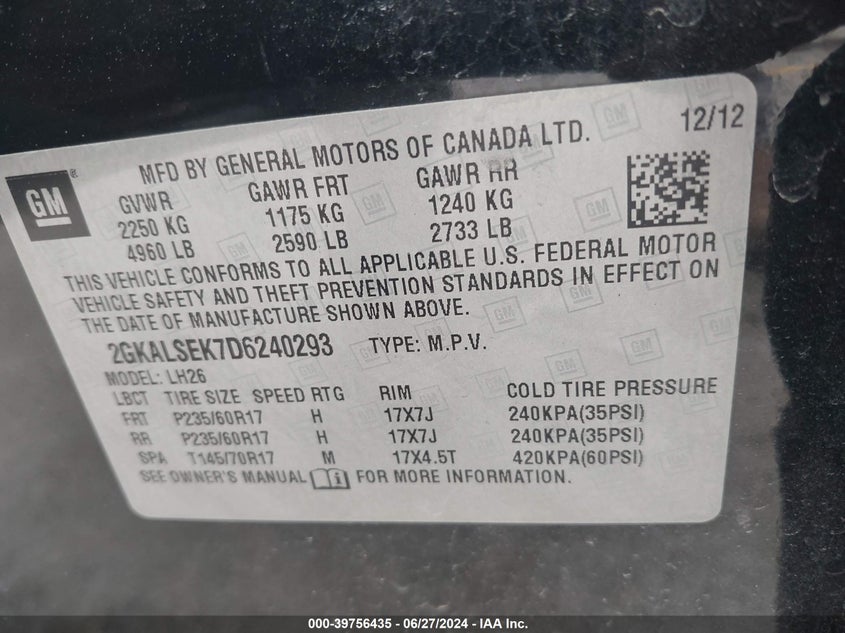 12/12
MFD BY GENERAL MOTORS OF CANADA LTD.
GM
GVWR GAWR FRT GAWR RR
2250 KG 1175 KG 1240 KG
4960 LB 2590 LB 2733 LB
THIS VEHICLE CONFORMS TO ALL APPLICABLE U.S. FEDERAL MOTOR
VEHICLE SAFETY AND THEFT PREVENTION STANDARDS IN EFFECT ON
THE DATE OF MANUFACTURE SHOWN ABOVE.
2GKALSEK7D6240293 TYPE: M.P.V.
MODEL: LH26
LBCT TIRE SIZE SPEED RTG RIM COLD TIRE PRESSURE
FRT P235/60R17 H 17X7J 240KPA(35PSI)
RR P235/60R17 H 17X7J 240KPA(35PSI)
SPA T145/70R17 M 17X4.5T 420KPA(60PSI)
SEE OWNER'S MANUAL i FOR MORE INFORMATION.
000-39756435 - 06/27/2024 - IAA Inc.